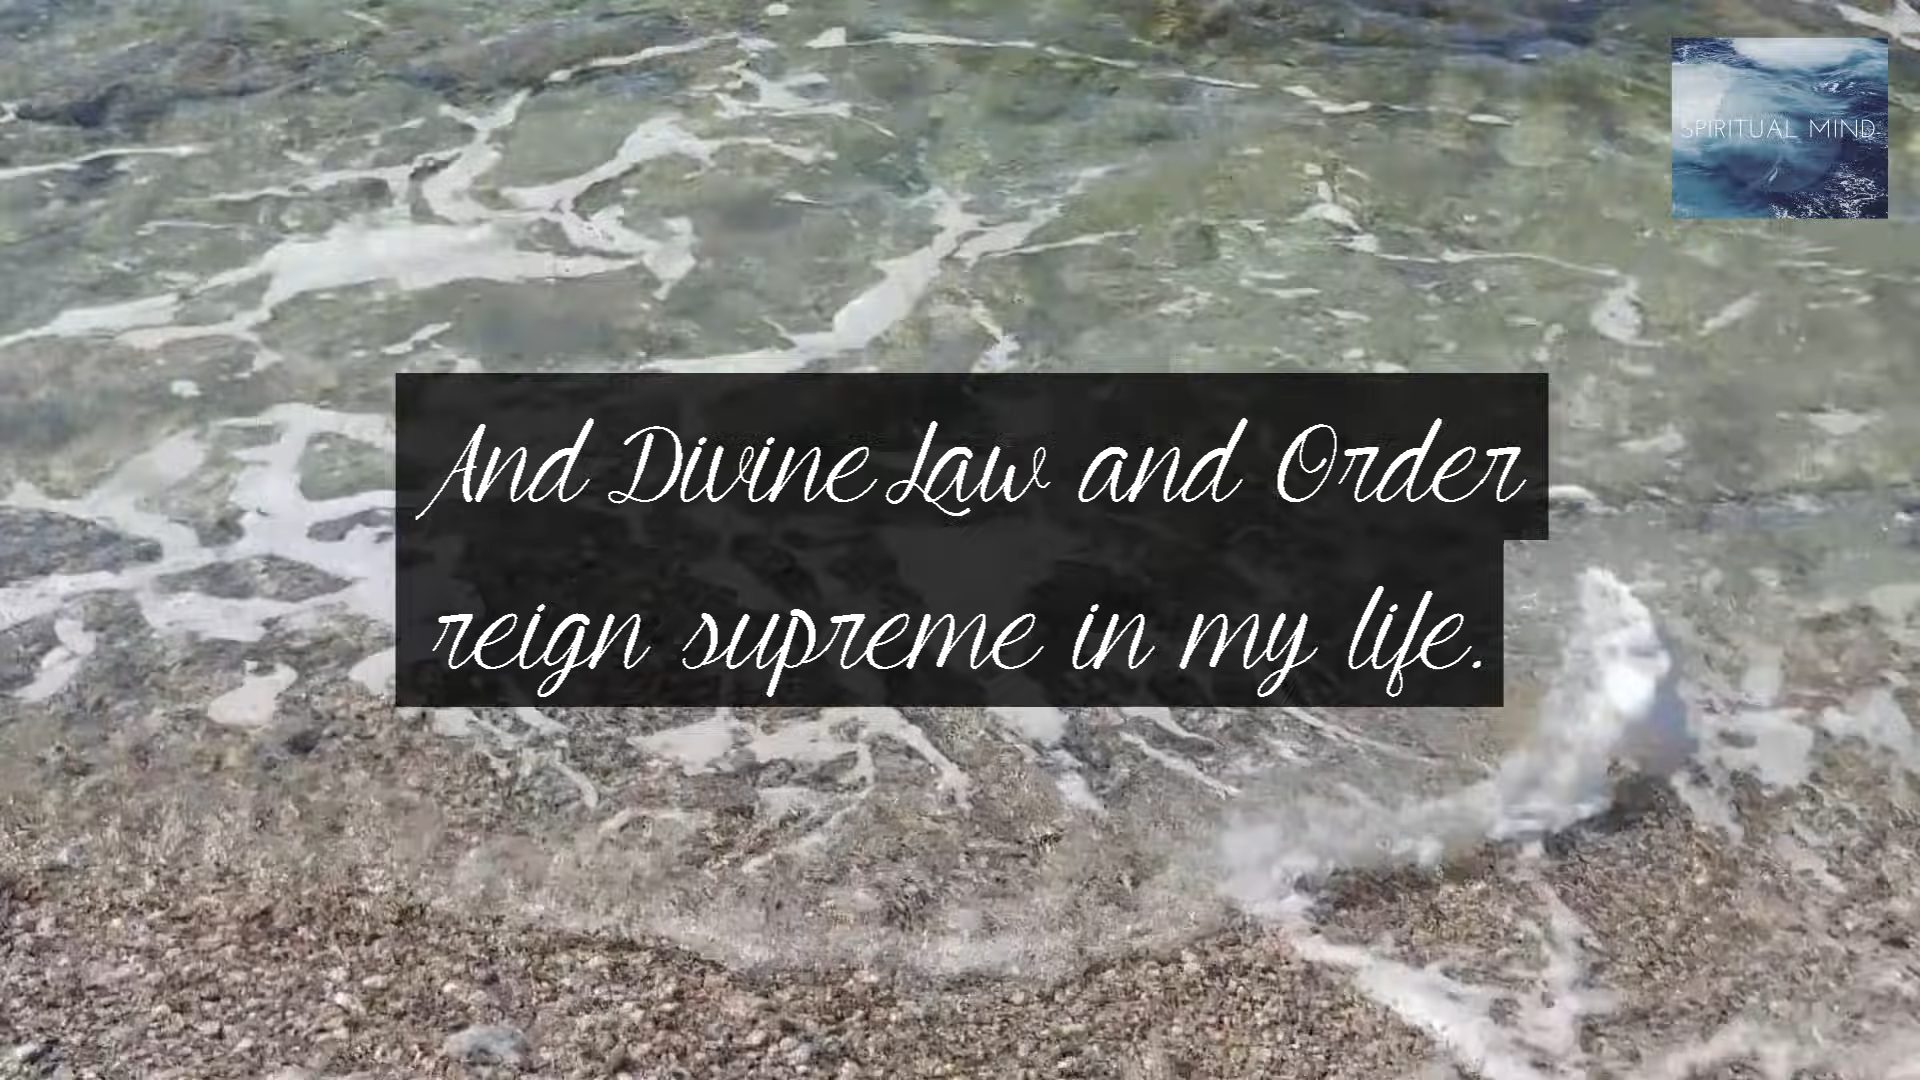 SPIRITUAL MIND
And Divine Law and Order
reign supreme in my life.